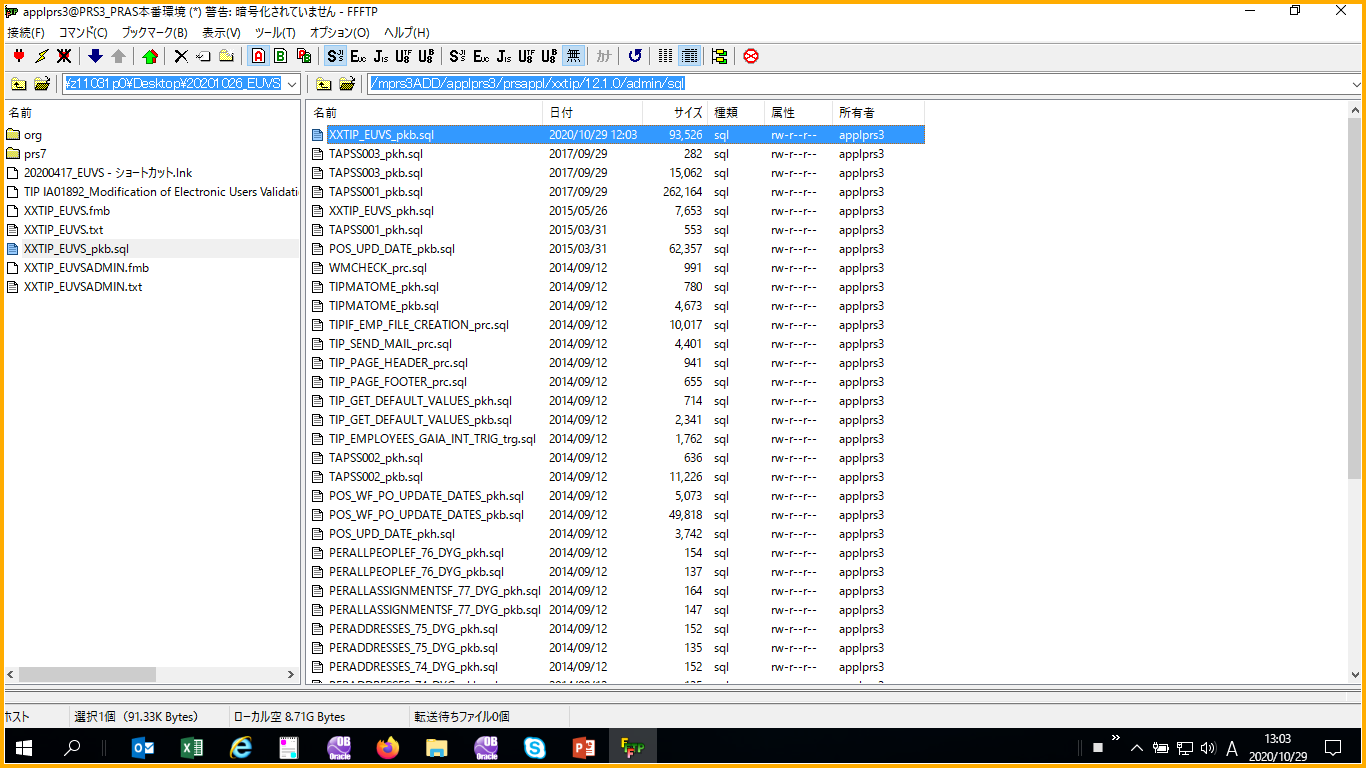 applprs3@PRS3_PRAS本番環境 (*) 警告: 暗号化されていません - FFFTP
接続(F) コマンド(C) ブックマーク(B) 表示(V) ツール(T) オプション(O) ヘルプ(H)
A B S-J EUC JIS UTF8 UTF8 S-J EUC JIS UTF8 UTF8 無 カナ
¥z11031p0¥Desktop¥20201026_EUVS /mprs3ADD/applprs3/prsappl/xxtip/12.1.0/admin/sql
名前
org
prs7
20200417_EUVS - ショートカット.lnk
TIP IA01892_Modification of Electronic Users Validati
XXTIP_EUVS.fmb
XXTIP_EUVS.txt
XXTIP_EUVS_pkb.sql
XXTIP_EUVSADMIN.fmb
XXTIP_EUVSADMIN.txt
名前 日付 サイズ 種類 属性 所有者
XXTIP_EUVS_pkb.sql 2020/10/29 12:03 93,526 sql rw-r--r-- applprs3
TAPSS003_pkh.sql 2017/09/29 282 sql rw-r--r-- applprs3
TAPSS003_pkb.sql 2017/09/29 15,062 sql rw-r--r-- applprs3
TAPSS001_pkb.sql 2017/09/29 262,164 sql rw-r--r-- applprs3
XXTIP_EUVS_pkh.sql 2015/05/26 7,653 sql rw-r--r-- applprs3
TAPSS001_pkh.sql 2015/03/31 553 sql rw-r--r-- applprs3
POS_UPD_DATE_pkb.sql 2015/03/31 62,357 sql rw-r--r-- applprs3
WMCHECK_prc.sql 2014/09/12 991 sql rw-r--r-- applprs3
TIPMATOME_pkh.sql 2014/09/12 780 sql rw-r--r-- applprs3
TIPMATOME_pkb.sql 2014/09/12 4,673 sql rw-r--r-- applprs3
TIPIF_EMP_FILE_CREATION_prc.sql 2014/09/12 10,017 sql rw-r--r-- applprs3
TIP_SEND_MAIL_prc.sql 2014/09/12 4,401 sql rw-r--r-- applprs3
TIP_PAGE_HEADER_prc.sql 2014/09/12 941 sql rw-r--r-- applprs3
TIP_PAGE_FOOTER_prc.sql 2014/09/12 655 sql rw-r--r-- applprs3
TIP_GET_DEFAULT_VALUES_pkh.sql 2014/09/12 714 sql rw-r--r-- applprs3
TIP_GET_DEFAULT_VALUES_pkb.sql 2014/09/12 2,341 sql rw-r--r-- applprs3
TIP_EMPLOYEES_GAIA_INT_TRIG_trg.sql 2014/09/12 1,762 sql rw-r--r-- applprs3
TAPSS002_pkh.sql 2014/09/12 636 sql rw-r--r-- applprs3
TAPSS002_pkb.sql 2014/09/12 11,226 sql rw-r--r-- applprs3
POS_WF_PO_UPDATE_DATES_pkh.sql 2014/09/12 5,073 sql rw-r--r-- applprs3
POS_WF_PO_UPDATE_DATES_pkb.sql 2014/09/12 49,818 sql rw-r--r-- applprs3
POS_UPD_DATE_pkh.sql 2014/09/12 3,742 sql rw-r--r-- applprs3
PERALLPEOPLEF_76_DYG_pkh.sql 2014/09/12 154 sql rw-r--r-- applprs3
PERALLPEOPLEF_76_DYG_pkb.sql 2014/09/12 137 sql rw-r--r-- applprs3
PERALLASSIGNMENTSF_77_DYG_pkh.sql 2014/09/12 164 sql rw-r--r-- applprs3
PERALLASSIGNMENTSF_77_DYG_pkb.sql 2014/09/12 147 sql rw-r--r-- applprs3
PERADDRESSES_75_DYG_pkh.sql 2014/09/12 152 sql rw-r--r-- applprs3
PERADDRESSES_75_DYG_pkb.sql 2014/09/12 135 sql rw-r--r-- applprs3
PERADDRESSES_74_DYG_pkh.sql 2014/09/12 152 sql rw-r--r-- applprs3
ホスト 選択1個 (91.33K Bytes) ローカル空 8.71G Bytes 転送待ちファイル0個
OB Oracle OB Oracle FFTP A 13:03
2020/10/29